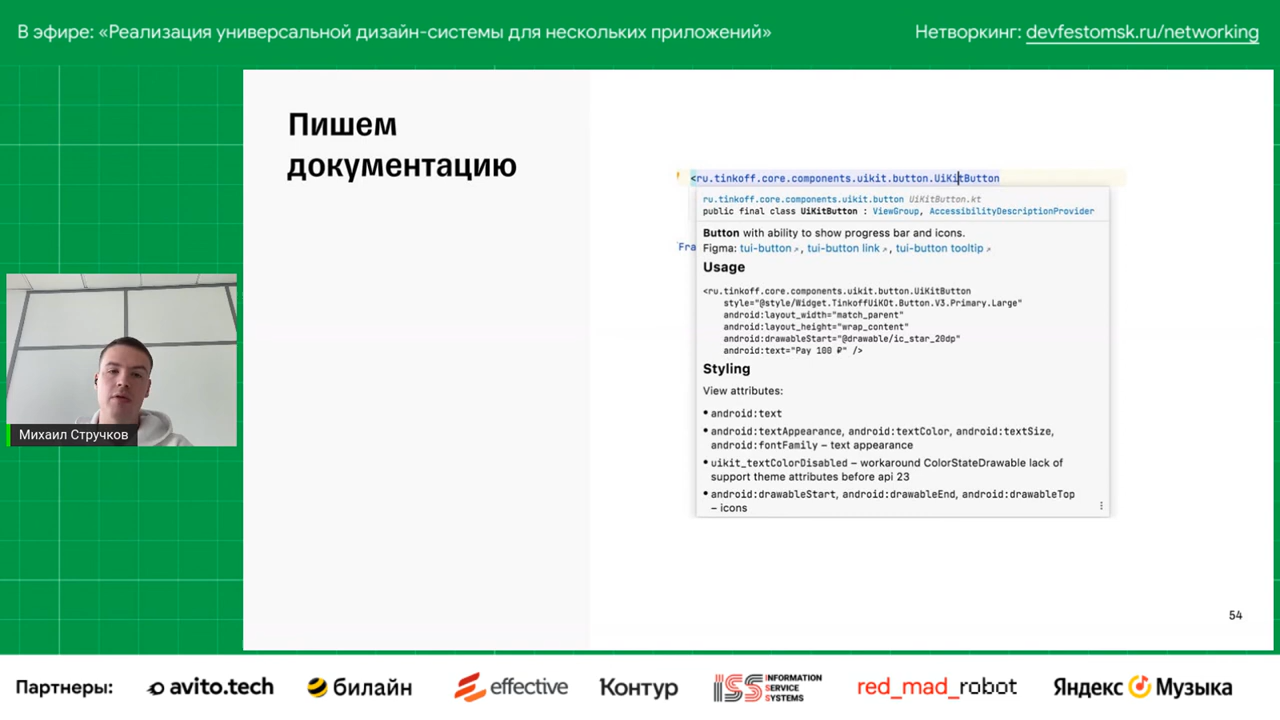 В эфире: «Реализация универсальной дизайн-системы для нескольких приложений»
Нетворкинг: devfestomsk.ru/networking
Пишем
документацию
<ru.tinkoff.core.components.uikit.button.UiKitButton
ru.tinkoff.core.components.uikit.button UiKitButton.kt
public final class UiKitButton : ViewGroup, AccessibilityDescriptionProvider
Button with ability to show progress bar and icons.
Fra
Figma: tui-button, tui-button link, tui-button tooltip
Usage
<ru.tinkoff.core.components.uikit.button.UiKitButton
style="@style/Widget.TinkoffUiKOt.Button.V3.Primary.Large"
android:layout_width="match_parent"
android:layout_height="wrap_content"
android:drawableStart="@drawable/ic_star_20dp"
android:text="Pay 100 ₽" />
Styling
View attributes:
• android:text
• android:textAppearance, android:textColor, android:textSize,
android:fontFamily – text appearance
• uikit_textColorDisabled – workaround ColorStateDrawable lack of
support theme attributes before api 23
• android:drawableStart, android:drawableEnd, android:drawableTop
– icons
Михаил Стручков
54
Партнеры:
avito.tech
билайн
effective
Контур
ISS INFORMATION
SERVICE
SYSTEMS
red_mad_robot
Яндекс Музыка